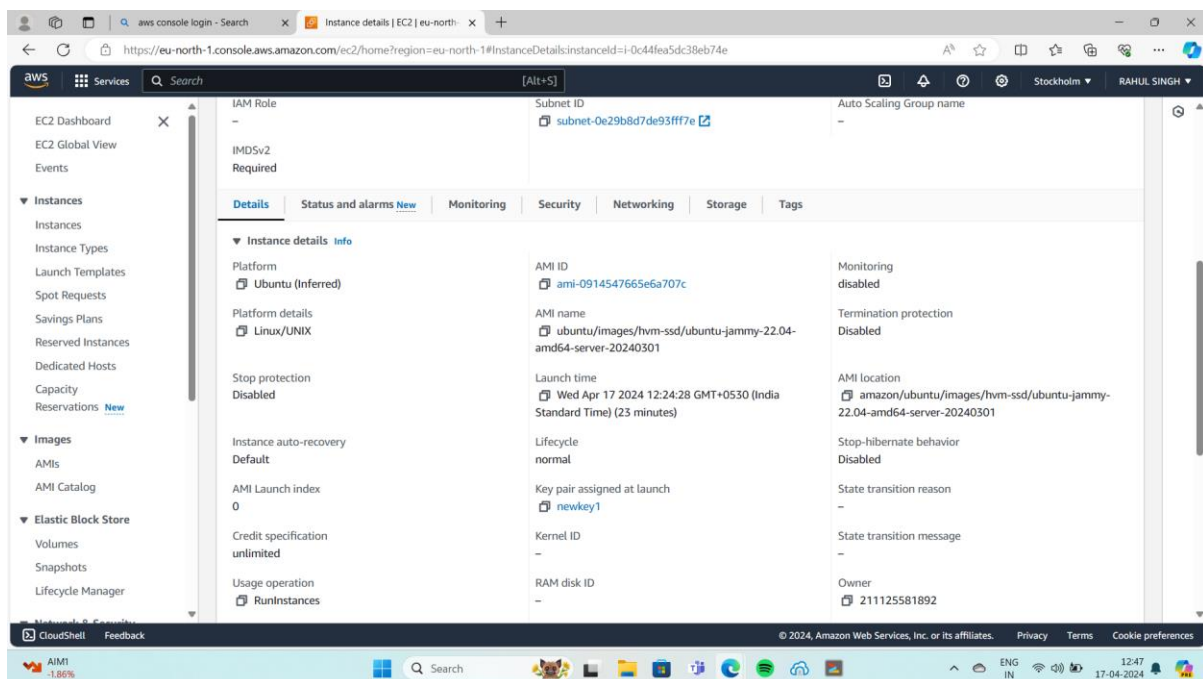 aws console login - Search
Instance details | EC2 | eu-north-
https://eu-north-1.console.aws.amazon.com/ec2/home?region=eu-north-1#InstanceDetails:instanceId=i-0c44fea5dc38eb74e
aws
Services
Search
[Alt+S]
Stockholm
RAHUL SINGH
EC2 Dashboard
EC2 Global View
Events
Instances
Instances
Instance Types
Launch Templates
Spot Requests
Savings Plans
Reserved Instances
Dedicated Hosts
Capacity
Reservations New
Images
AMIs
AMI Catalog
Elastic Block Store
Volumes
Snapshots
Lifecycle Manager
Network & Security
IAM Role
–
Subnet ID
subnet-0e29b8d7de93fff7e
Auto Scaling Group name
–
IMDSv2
Required
Details
Status and alarms New
Monitoring
Security
Networking
Storage
Tags
Instance details Info
Platform
Ubuntu (Inferred)
AMI ID
ami-0914547665e6a707c
Monitoring
disabled
Platform details
Linux/UNIX
AMI name
ubuntu/images/hvm-ssd/ubuntu-jammy-22.04-
amd64-server-20240301
Termination protection
Disabled
Stop protection
Disabled
Launch time
Wed Apr 17 2024 12:24:28 GMT+0530 (India
Standard Time) (23 minutes)
AMI location
amazon/ubuntu/images/hvm-ssd/ubuntu-jammy-
22.04-amd64-server-20240301
Instance auto-recovery
Default
Lifecycle
normal
Stop-hibernate behavior
Disabled
AMI Launch index
0
Key pair assigned at launch
newkey1
State transition reason
–
Credit specification
unlimited
Kernel ID
–
State transition message
–
Usage operation
RunInstances
RAM disk ID
–
Owner
211125581892
CloudShell
Feedback
© 2024, Amazon Web Services, Inc. or its affiliates.
Privacy
Terms
Cookie preferences
AIM1
-1.86%
Search
ENG
IN
12:47
17-04-2024